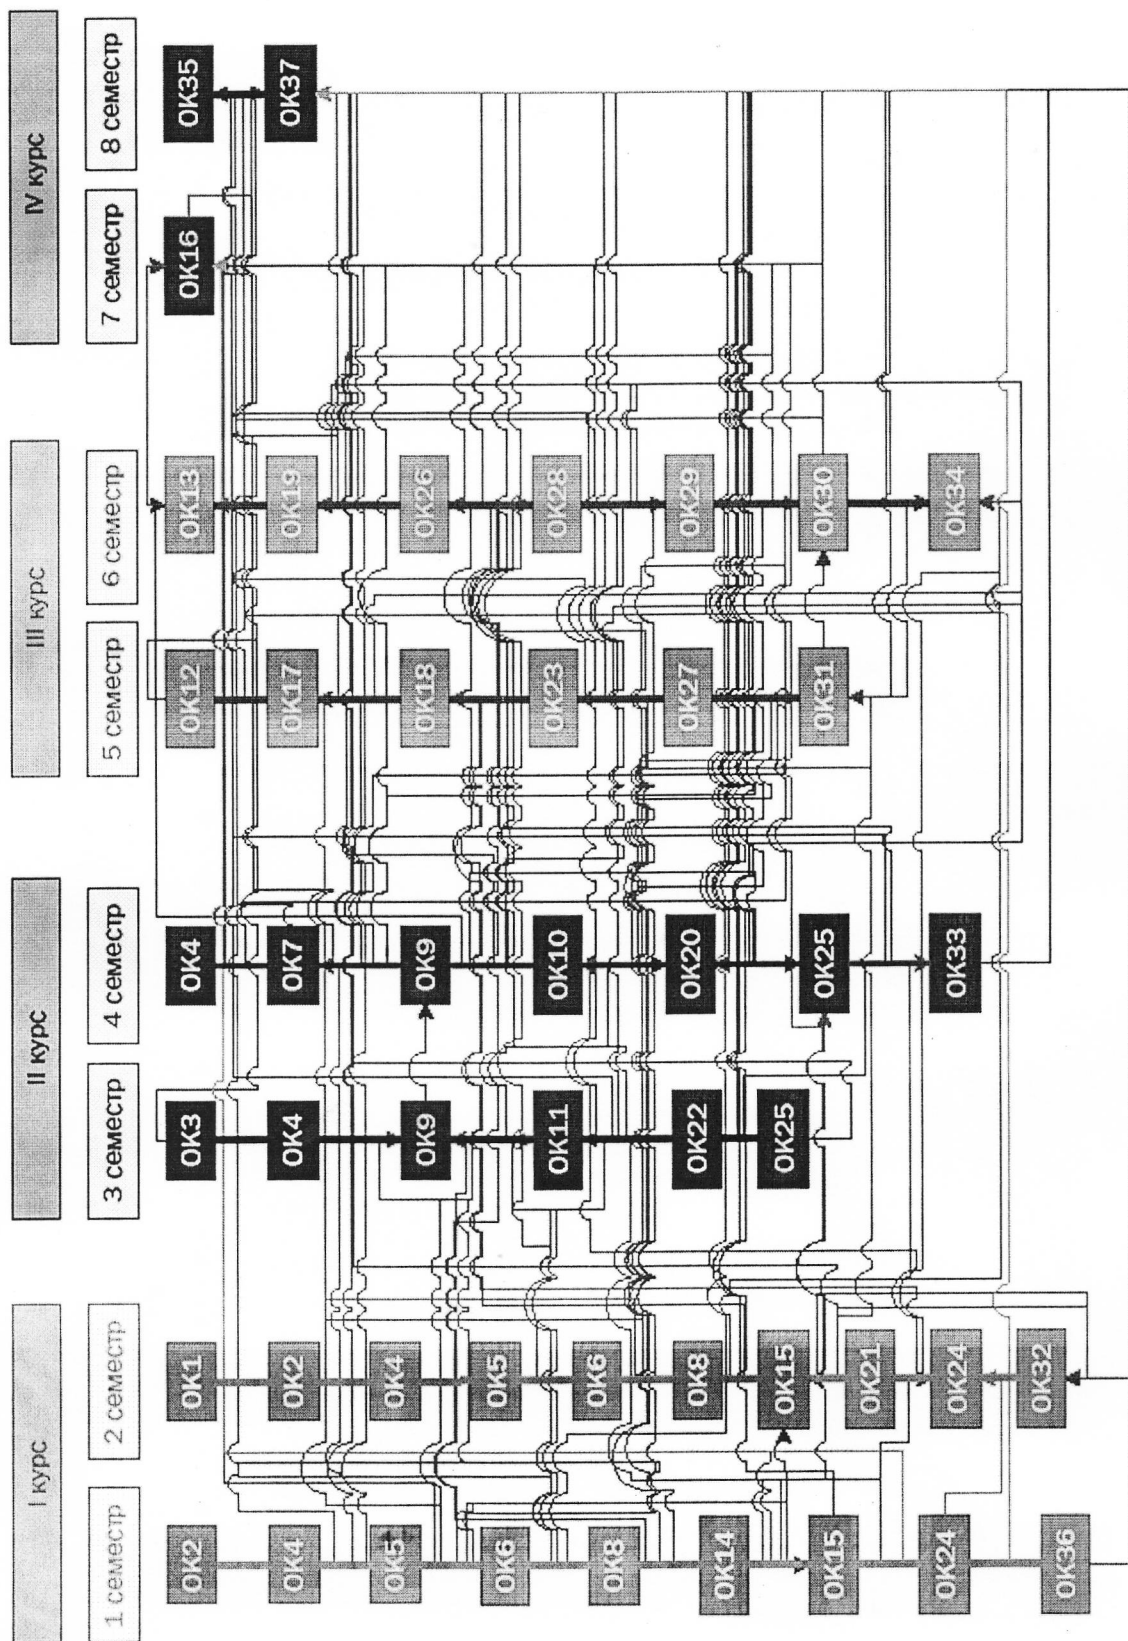 I курс
II курс
III курс
IV курс
1 семестр
2 семестр
3 семестр
4 семестр
5 семестр
6 семестр
7 семестр
8 семестр
ОК2
ОК4
ОК5
ОК6
ОК8
ОК14
ОК15
ОК24
ОК36
ОК1
ОК2
ОК4
ОК5
ОК6
ОК8
ОК15
ОК21
ОК24
ОК32
ОК3
ОК4
ОК9
ОК11
ОК22
ОК25
ОК4
ОК7
ОК9
ОК10
ОК20
ОК25
ОК33
ОК12
ОК17
ОК18
ОК23
ОК27
ОК31
ОК13
ОК19
ОК26
ОК28
ОК29
ОК30
ОК34
ОК16
ОК35
ОК37